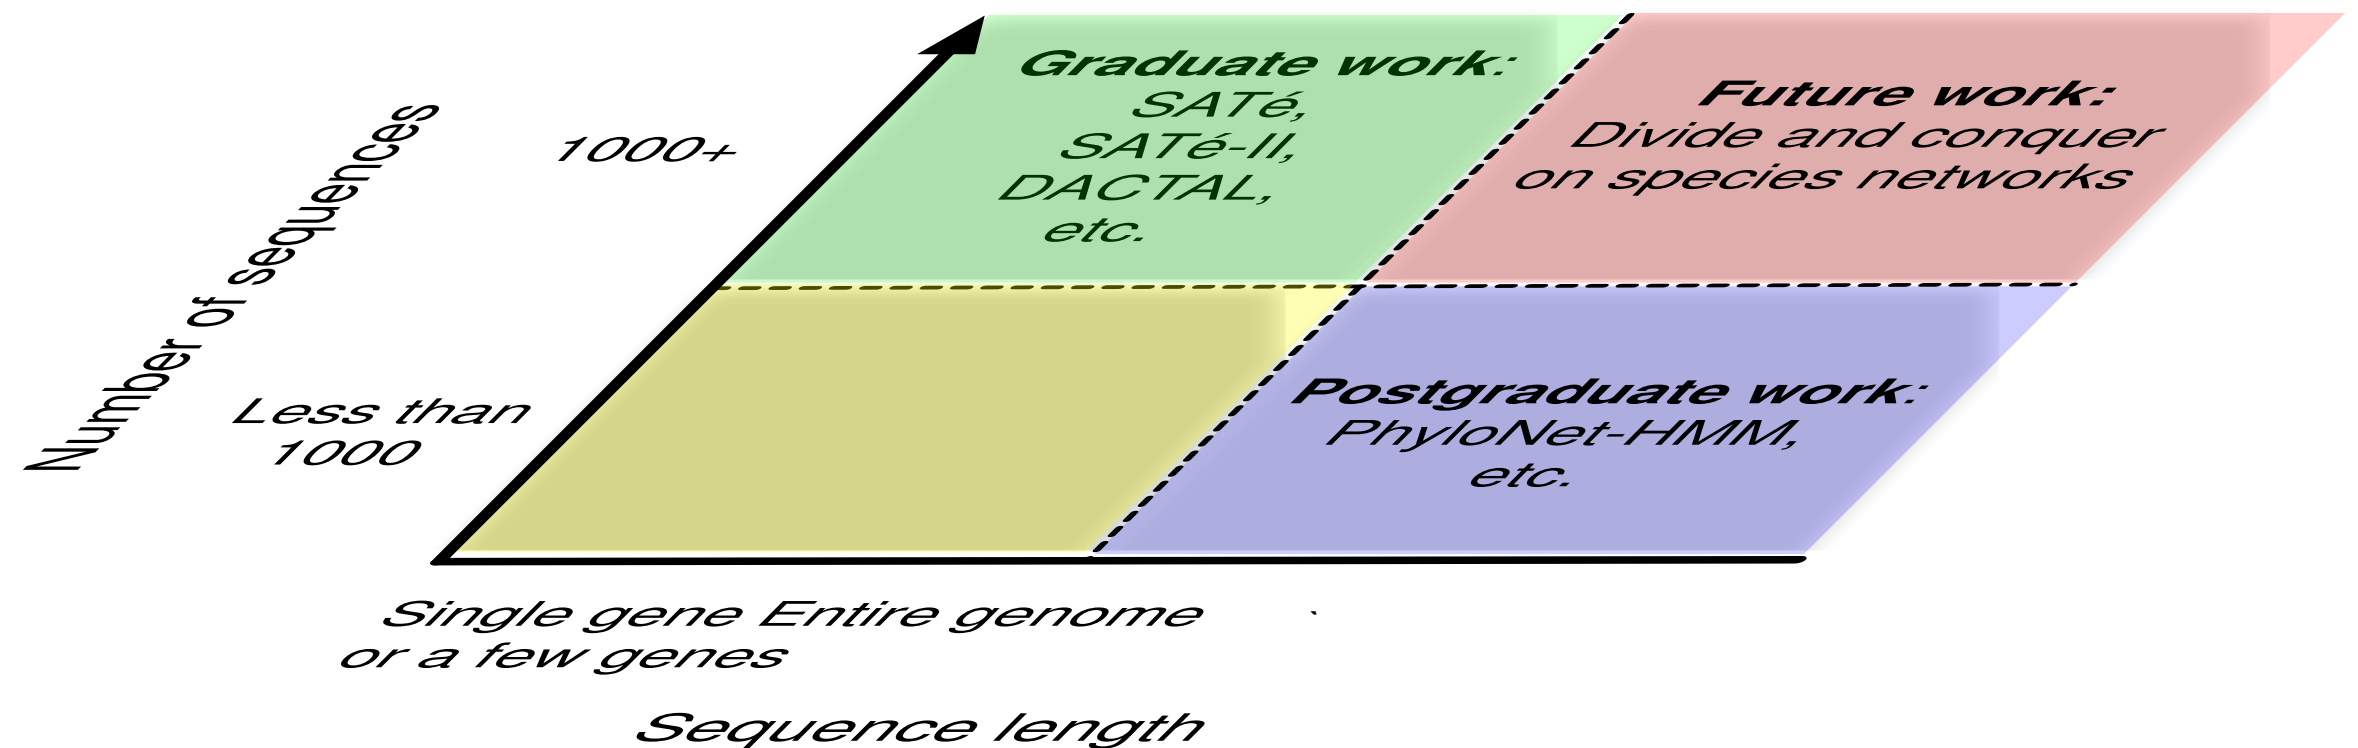 Graduate work:
SATé,
SATé-II,
DACTAL,
etc.
Future work:
Divide and conquer
on species networks
1000+
Number of sequences
Less than
1000
Postgraduate work:
PhyloNet-HMM,
etc.
Single gene Entire genome
or a few genes
Sequence length